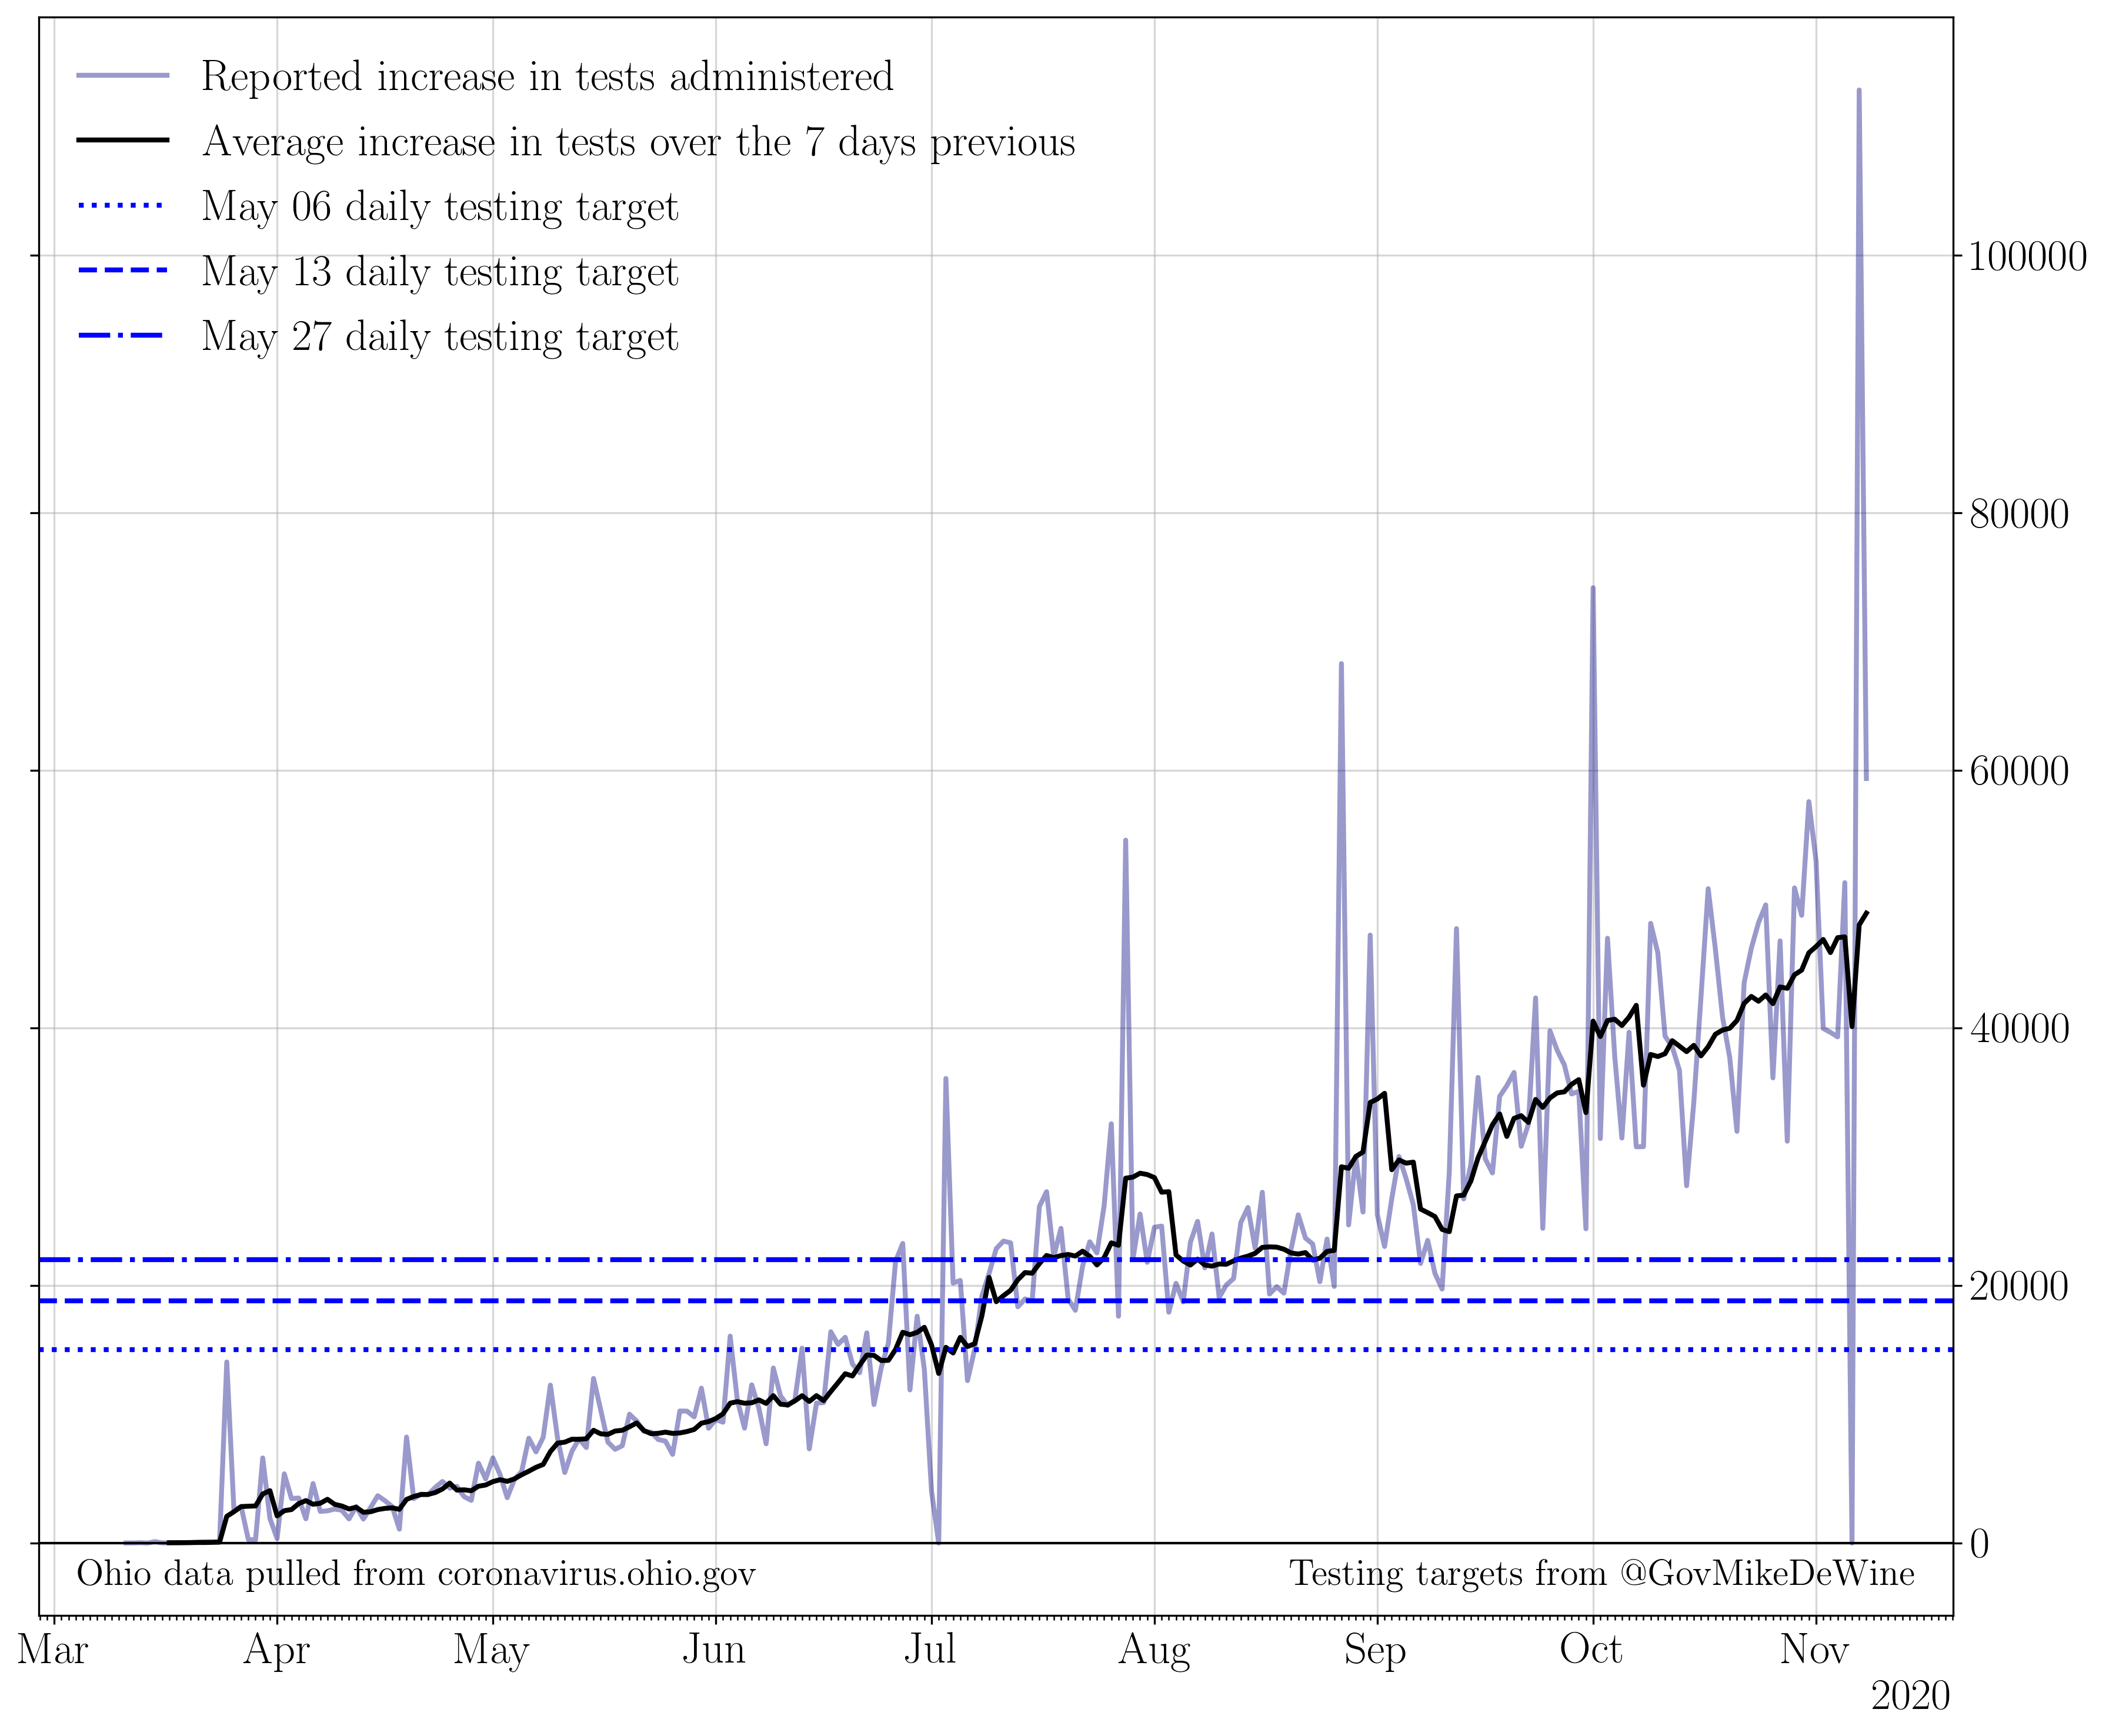 Reported increase in tests administered
Average increase in tests over the 7 days previous
May 06 daily testing target
May 13 daily testing target
May 27 daily testing target
100000
80000
60000
40000
20000
0
Ohio data pulled from coronavirus.ohio.gov
Testing targets from @GovMikeDeWine
Mar Apr May Jun Jul Aug Sep Oct Nov
2020